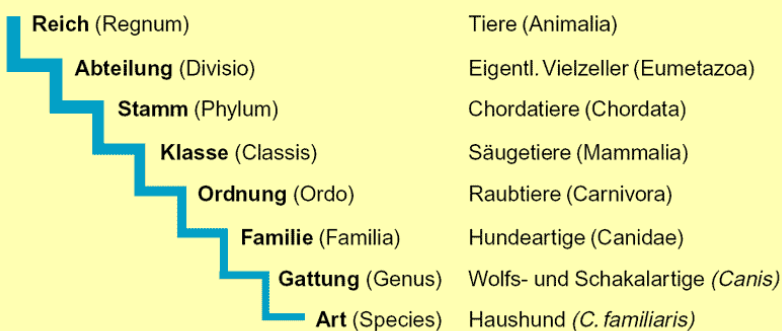 Reich (Regnum) Tiere (Animalia)
Abteilung (Divisio) Eigentl. Vielzeller (Eumetazoa)
Stamm (Phylum) Chordatiere (Chordata)
Klasse (Classis) Säugetiere (Mammalia)
Ordnung (Ordo) Raubtiere (Carnivora)
Familie (Familia) Hundeartige (Canidae)
Gattung (Genus) Wolfs- und Schakalartige (Canis)
Art (Species) Haushund (C. familiaris)